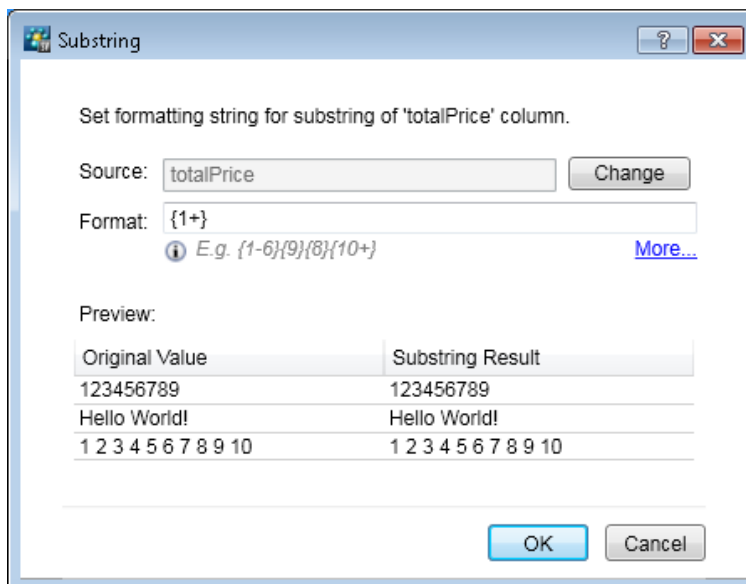 Substring
Set formatting string for substring of 'totalPrice' column.
Source: totalPrice Change
Format: {1+}
E.g. {1-6}{9}{8}{10+} More...
Preview:
Original Value Substring Result
123456789 123456789
Hello World! Hello World!
1 2 3 4 5 6 7 8 9 10 1 2 3 4 5 6 7 8 9 10
OK Cancel